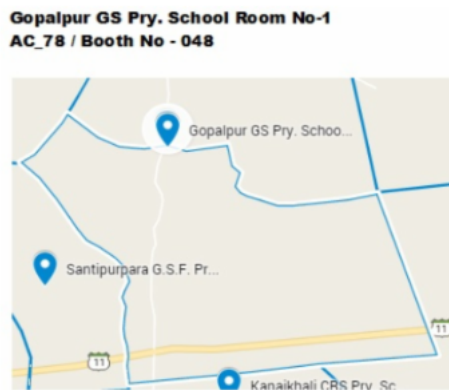 Gopalpur GS Pry. School Room No-1
AC_78 / Booth No - 048
Gopalpur GS Pry. Schoo...
Santipurpara G.S.F. Pr...
11
11
Kanaikhali CRS Pry. Sc